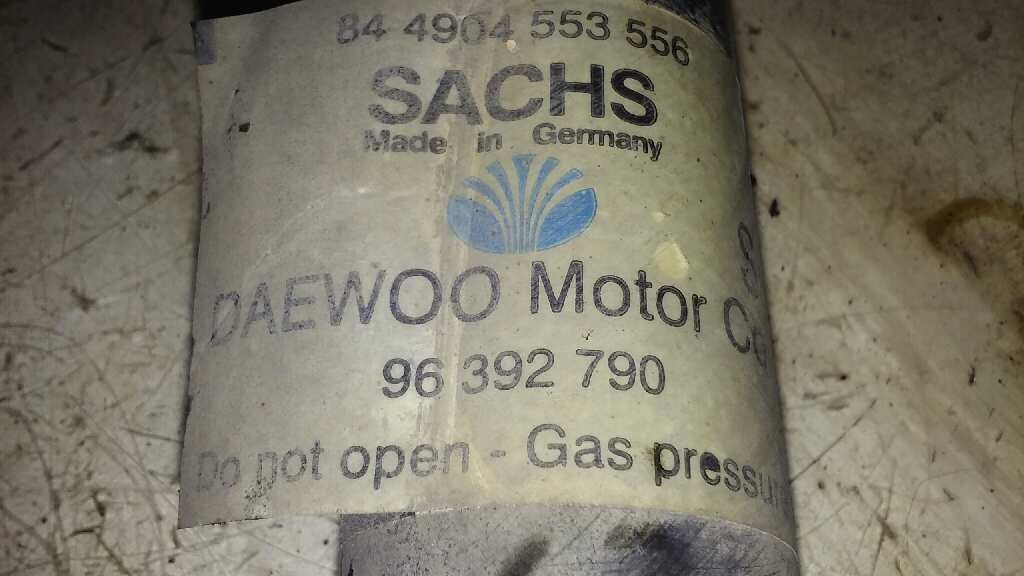 84 4904 553 556
SACHS
Made in Germany
DAEWOO Motor
96 392 790
Do not open - Gas